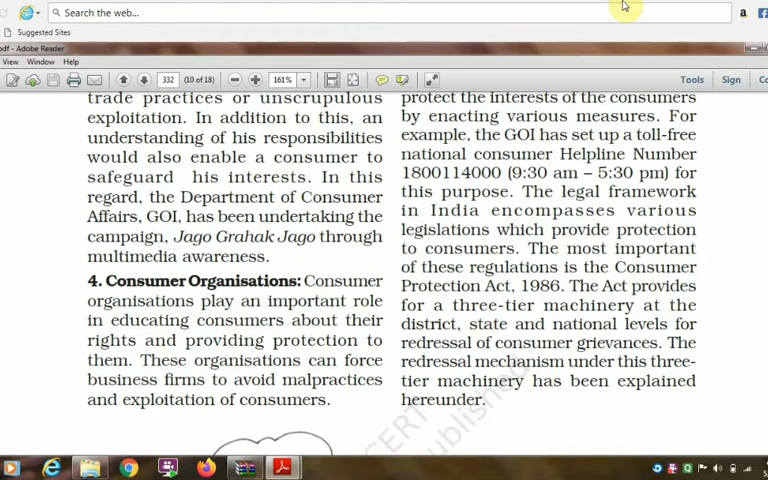 Search the web...
Suggested Sites
pdf - Adobe Reader
View Window Help
332 (10 of 18) 161% Tools Sign
trade practices or unscrupulous
exploitation. In addition to this, an
understanding of his responsibilities
would also enable a consumer to
safeguard his interests. In this
regard, the Department of Consumer
Affairs, GOI, has been undertaking the
campaign, Jago Grahak Jago through
multimedia awareness.
4. Consumer Organisations: Consumer
organisations play an important role
in educating consumers about their
rights and providing protection to
them. These organisations can force
business firms to avoid malpractices
and exploitation of consumers.
protect the interests of the consumers
by enacting various measures. For
example, the GOI has set up a toll-free
national consumer Helpline Number
1800114000 (9:30 am – 5:30 pm) for
this purpose. The legal framework
in India encompasses various
legislations which provide protection
to consumers. The most important
of these regulations is the Consumer
Protection Act, 1986. The Act provides
for a three-tier machinery at the
district, state and national levels for
redressal of consumer grievances. The
redressal mechanism under this three-
tier machinery has been explained
hereunder.